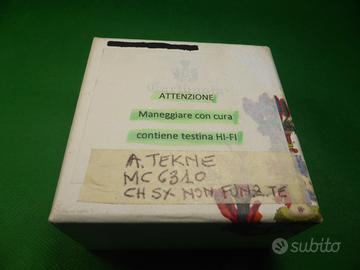 ATTENZIONE
Maneggiare con cura
contiene testina HI-FI
A. TEKNE
MC 6310
CH SX NON FUNZ.TE
subito